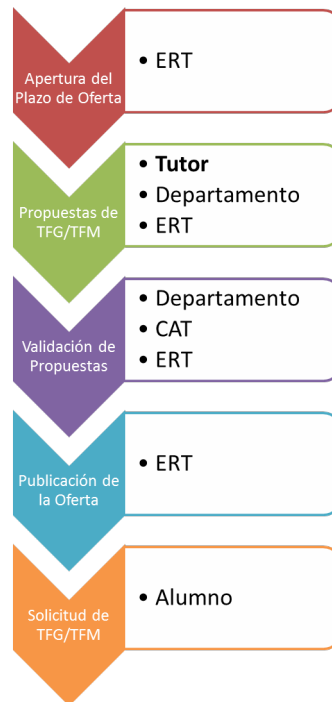 Apertura del
Plazo de Oferta
• ERT
Propuestas de
TFG/TFM
• Tutor
• Departamento
• ERT
Validación de
Propuestas
• Departamento
• CAT
• ERT
Publicación de
la Oferta
• ERT
Solicitud de
TFG/TFM
• Alumno